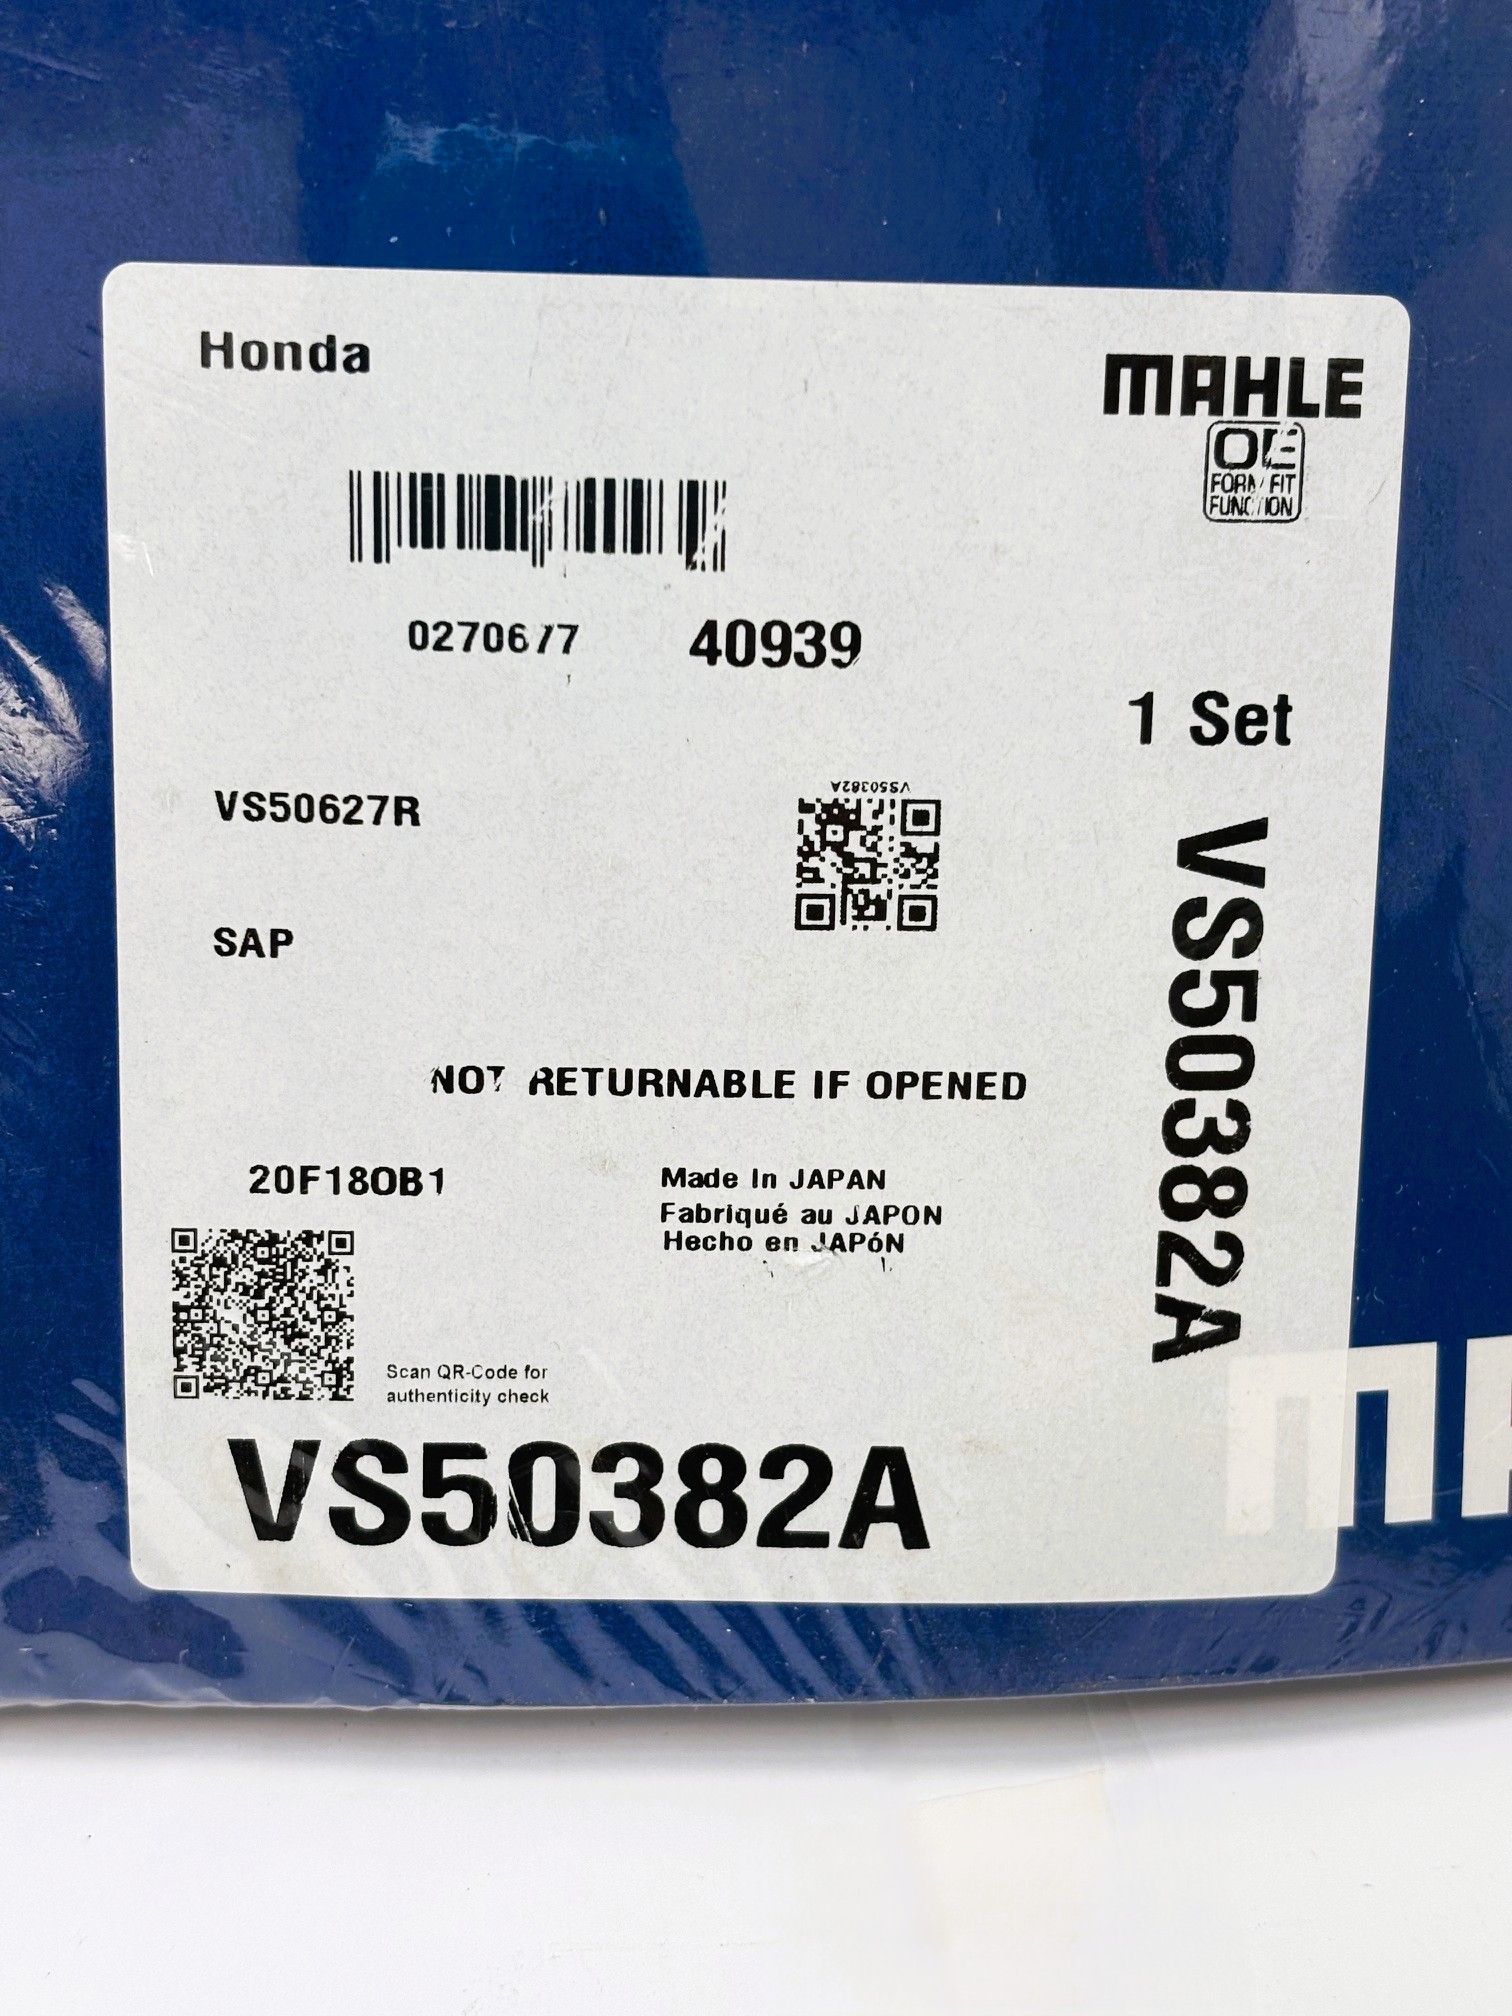 Honda
MAHLE
OE
FORM FIT
FUNCTION
0270677 40939
1 Set
VS50382A
VS50627R
VS50382A
SAP
NOT RETURNABLE IF OPENED
20F180B1
Made In JAPAN
Fabriqué au JAPON
Hecho en JAPóN
Scan QR-Code for
authenticity check
VS50382A